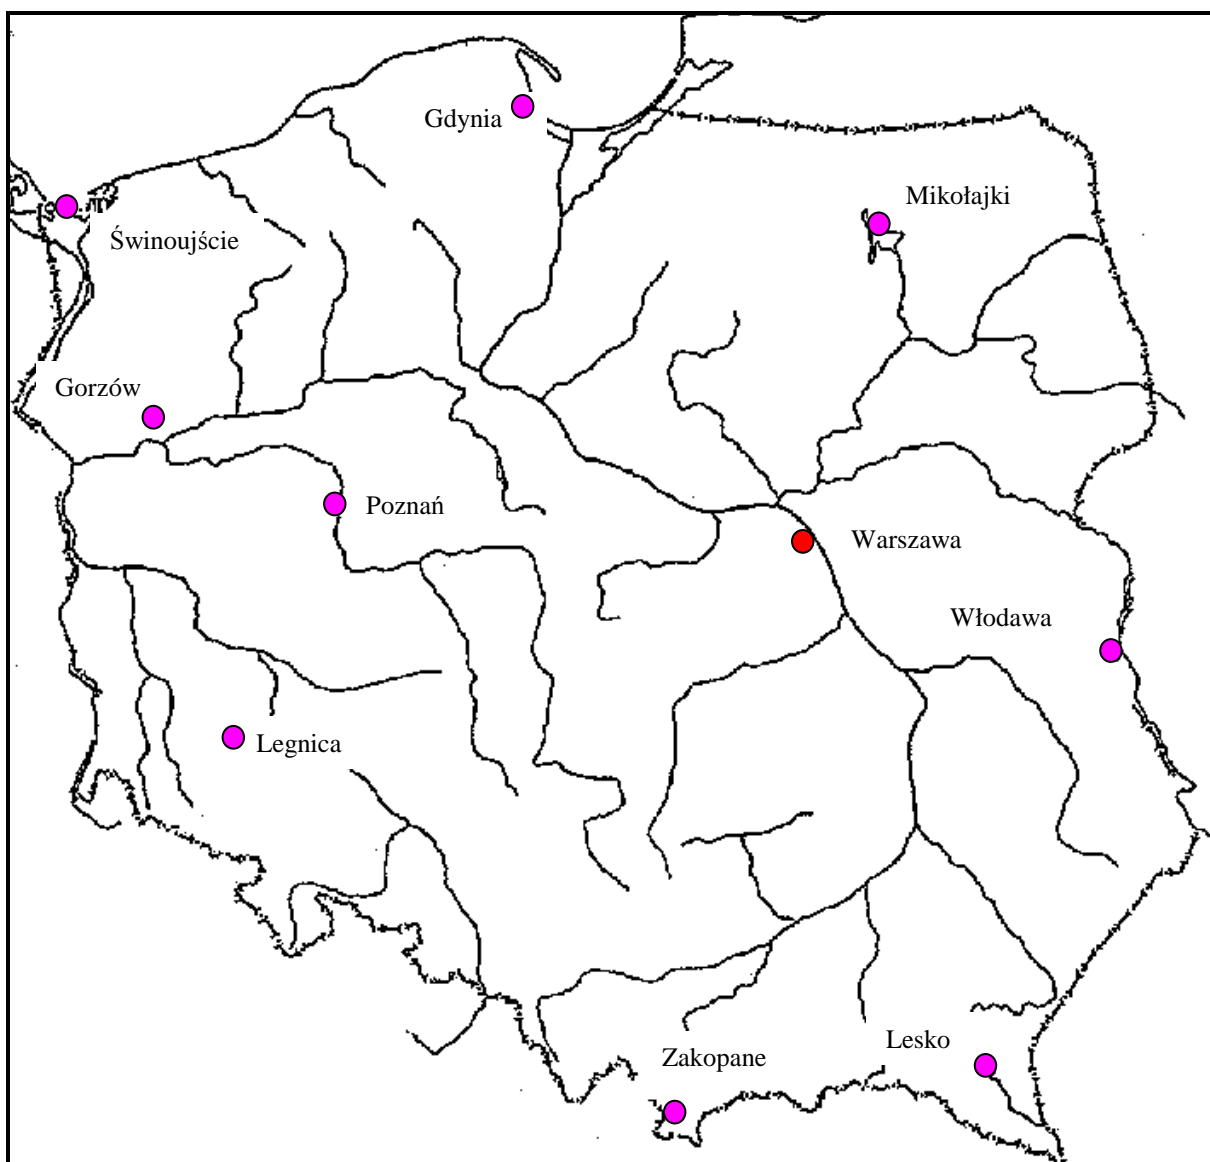 Gdynia
Mikołajki
Świnoujście
Gorzów
Poznań
Warszawa
Włodawa
Legnica
Lesko
Zakopane